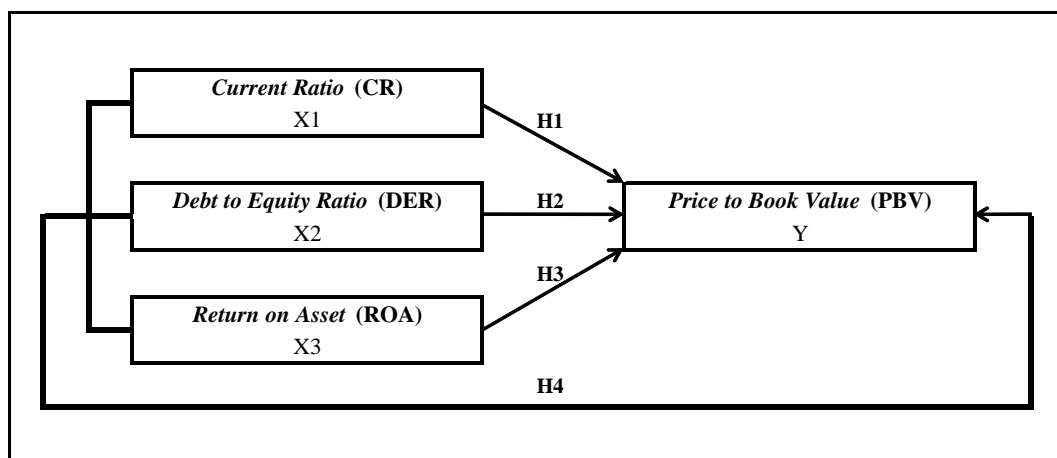 Current Ratio (CR)
X1
H1
Debt to Equity Ratio (DER)
X2
H2
Price to Book Value (PBV)
Y
H3
Return on Asset (ROA)
X3
H4